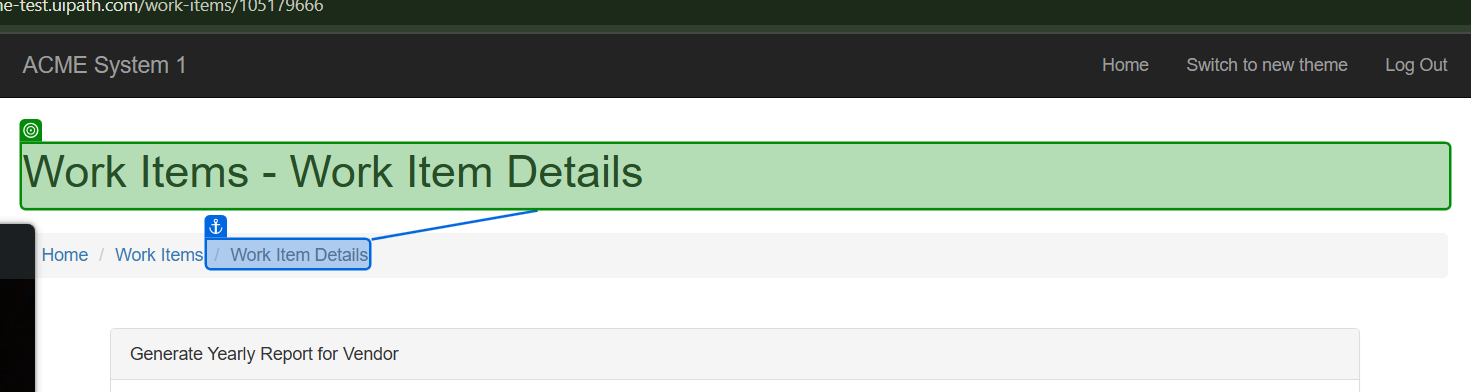 ne-test.uipath.com/work-items/105179666
ACME System 1 Home Switch to new theme Log Out
Work Items - Work Item Details
Home / Work Items / Work Item Details
Generate Yearly Report for Vendor